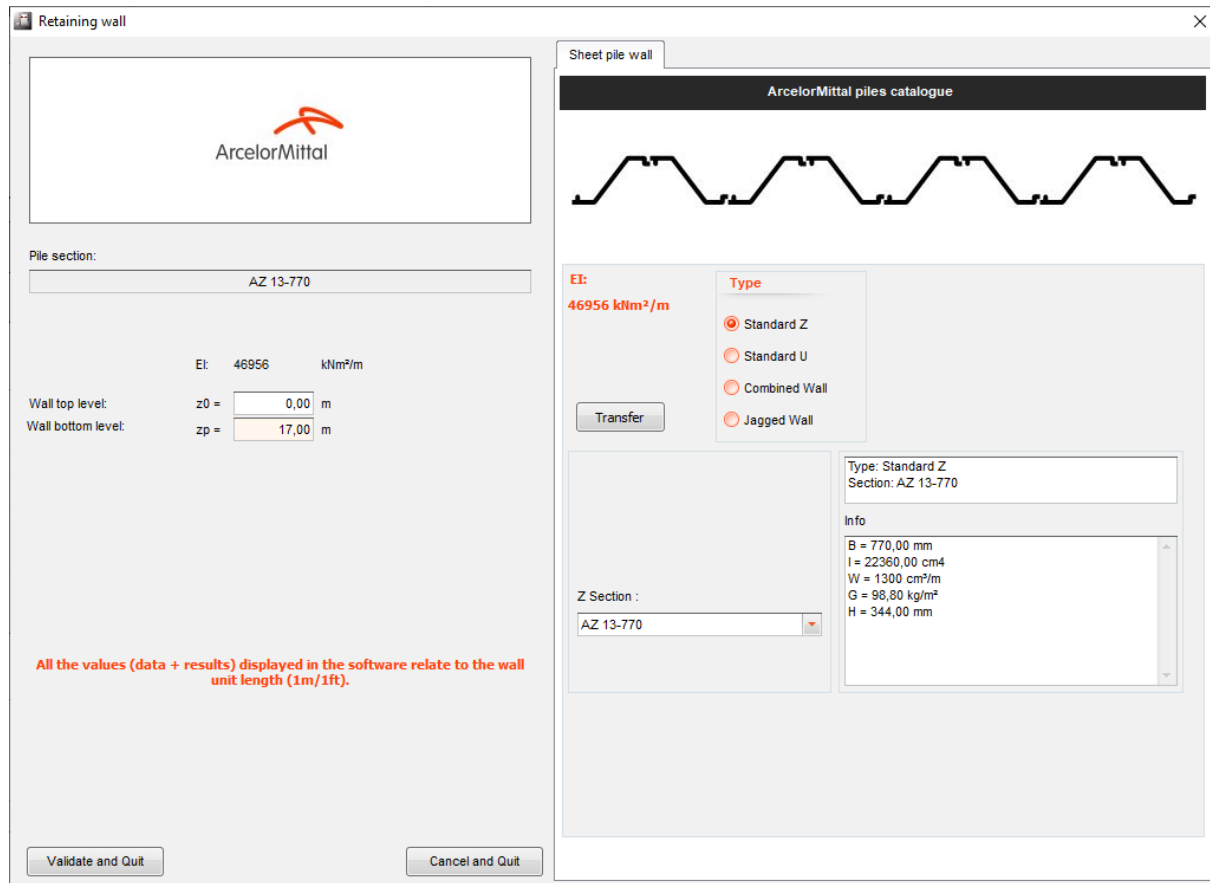 Retaining wall
ArcelorMittal
Pile section:
AZ 13-770
EI: 46956 kNm²/m
Wall top level: z0 = 0,00 m
Wall bottom level: zp = 17,00 m
All the values (data + results) displayed in the software relate to the wall
unit length (1m/1ft).
Validate and Quit
Cancel and Quit
Sheet pile wall
ArcelorMittal piles catalogue
EI:
46956 kNm²/m
Transfer
Type
Standard Z
Standard U
Combined Wall
Jagged Wall
Z Section :
AZ 13-770
Type: Standard Z
Section: AZ 13-770
Info
B = 770,00 mm
I = 22360,00 cm4
W = 1300 cm³/m
G = 98,80 kg/m²
H = 344,00 mm